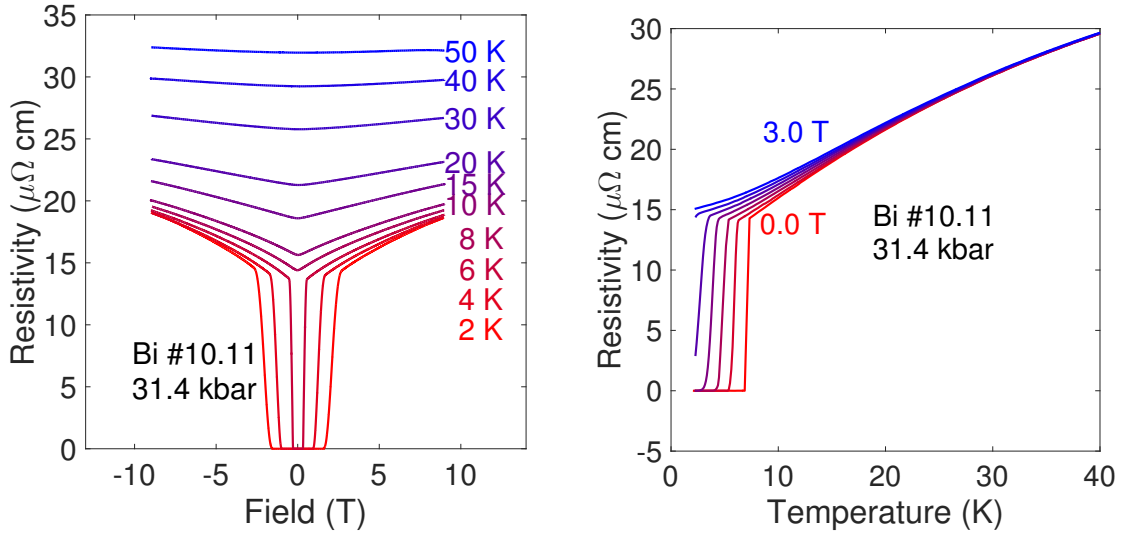 35
30
25
20
15
10
5
0
Resistivity (μΩ cm)
-10
-5
0
5
10
Field (T)
50 K
40 K
30 K
20 K
15 K
10 K
8 K
6 K
4 K
2 K
Bi #10.11
31.4 kbar
30
25
20
15
10
5
0
-5
Resistivity (μΩ cm)
0
10
20
30
40
Temperature (K)
3.0 T
0.0 T
Bi #10.11
31.4 kbar